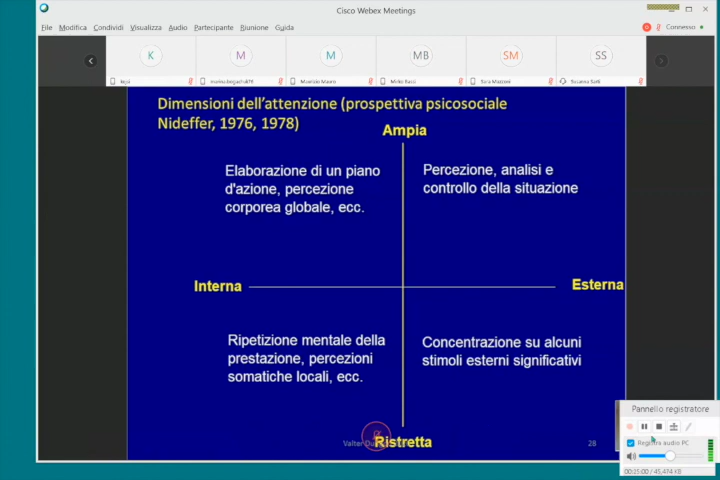 Cisco Webex Meetings
File Modifica Condividi Visualizza Audio Partecipante Riunione Guida
Connesso
K M M MB SM SS
Maurizio Mauro Mirko Bassi Sara Mazzoni Susanna Sarti
Dimensioni dell'attenzione (prospettiva psicosociale
Nideffer, 1976, 1978)
Ampia
Elaborazione di un piano
d'azione, percezione
corporea globale, ecc.
Percezione, analisi e
controllo della situazione
Interna
Esterna
Ripetizione mentale della
prestazione, percezioni
somatiche locali, ecc.
Concentrazione su alcuni
stimoli esterni significativi
Valter
Ristretta
28
Pannello registratore
Registra audio PC
00:25:00 / 45,474 KB